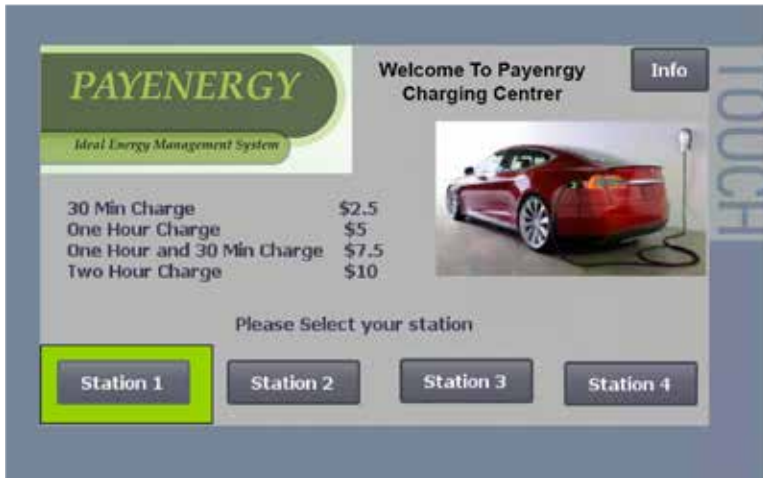 PAYENERGY
Ideal Energy Management System
Welcome To Payenrgy
Charging Centrer
Info
TOUCH
30 Min Charge $2.5
One Hour Charge $5
One Hour and 30 Min Charge $7.5
Two Hour Charge $10
Please Select your station
Station 1
Station 2
Station 3
Station 4